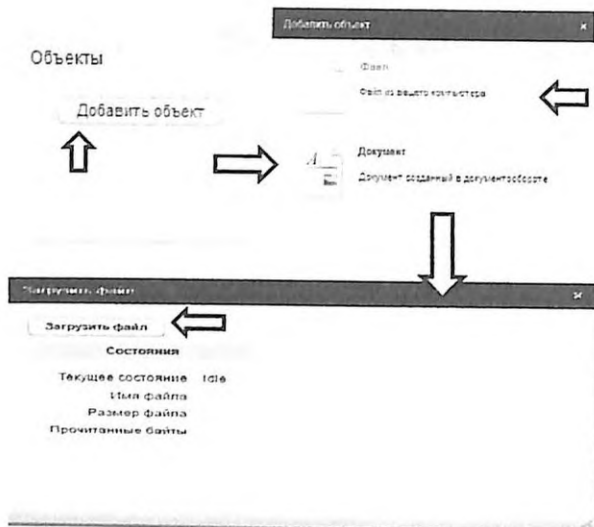 Объекты
Добавить объект
Добавить объект ×
Файл
Файл из вашего компьютера
Документ
Документ созданный в документообороте
Загрузить файл ×
Загрузить файл
Состояния
Текущее состояние Idle
Имя файла
Размер файла
Прочитанные байты